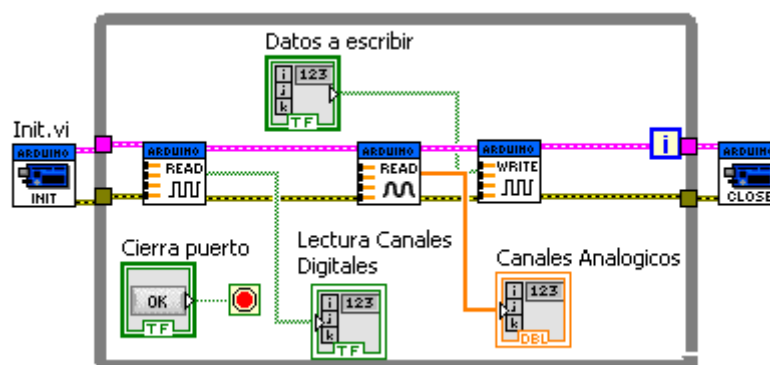 Datos a escribir
i 123
j
k
TF
Init.vi
ARDUINO
INIT
ARDUINO
READ
ARDUINO
READ
ARDUINO
WRITE
i
ARDUINO
CLOSE
Cierra puerto
OK
TF
Lectura Canales
Digitales
i 123
j
k
TF
Canales Analogicos
i 123
j
k
DBL